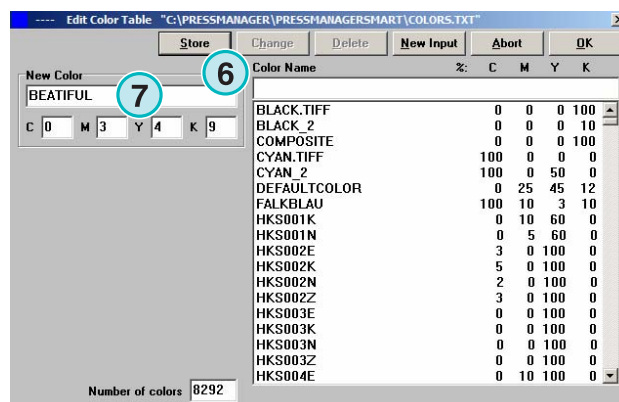 ---- Edit Color Table "C:\PRESSMANAGER\PRESSMANAGERSMART\COLORS.TXT"
Store Change Delete New Input Abort OK
New Color
BEATIFUL
C 0 M 3 Y 4 K 9
6
7
Color Name %: C M Y K
BLACK.TIFF 0 0 0 100
BLACK_2 0 0 0 10
COMPOSITE 0 0 0 100
CYAN.TIFF 100 0 0 0
CYAN_2 100 0 50 0
DEFAULTCOLOR 0 25 45 12
FALKBLAU 100 10 3 10
HKS001K 0 10 60 0
HKS001N 0 5 60 0
HKS002E 3 0 100 0
HKS002K 5 0 100 0
HKS002N 2 0 100 0
HKS002Z 3 0 100 0
HKS003E 0 0 100 0
HKS003K 0 0 100 0
HKS003N 0 0 100 0
HKS003Z 0 0 100 0
HKS004E 0 10 100 0
Number of colors 8292